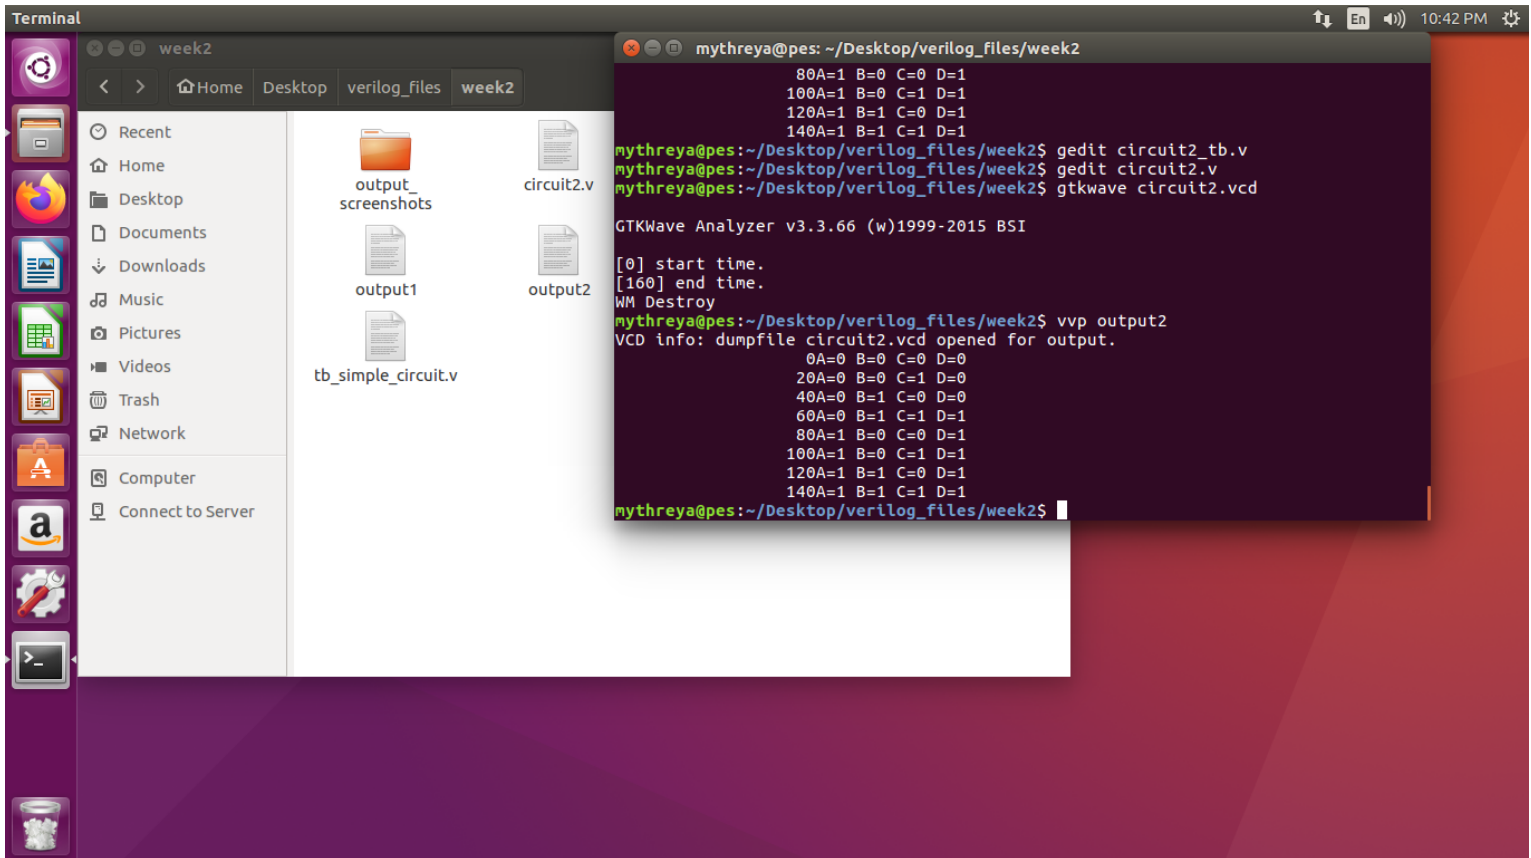 Terminal
En
10:42 PM
week2
Home
Desktop
verilog_files
week2
Recent
Home
Desktop
Documents
Downloads
Music
Pictures
Videos
Trash
Network
Computer
Connect to Server
output_
screenshots
circuit2.v
output1
output2
tb_simple_circuit.v
mythreya@pes: ~/Desktop/verilog_files/week2
80A=1 B=0 C=0 D=1
100A=1 B=0 C=1 D=1
120A=1 B=1 C=0 D=1
140A=1 B=1 C=1 D=1
mythreya@pes:~/Desktop/verilog_files/week2$ gedit circuit2_tb.v
mythreya@pes:~/Desktop/verilog_files/week2$ gedit circuit2.v
mythreya@pes:~/Desktop/verilog_files/week2$ gtkwave circuit2.vcd
GTKWave Analyzer v3.3.66 (w)1999-2015 BSI
[0] start time.
[160] end time.
WM Destroy
mythreya@pes:~/Desktop/verilog_files/week2$ vvp output2
VCD info: dumpfile circuit2.vcd opened for output.
0A=0 B=0 C=0 D=0
20A=0 B=0 C=1 D=0
40A=0 B=1 C=0 D=0
60A=0 B=1 C=1 D=1
80A=1 B=0 C=0 D=1
100A=1 B=0 C=1 D=1
120A=1 B=1 C=0 D=1
140A=1 B=1 C=1 D=1
mythreya@pes:~/Desktop/verilog_files/week2$